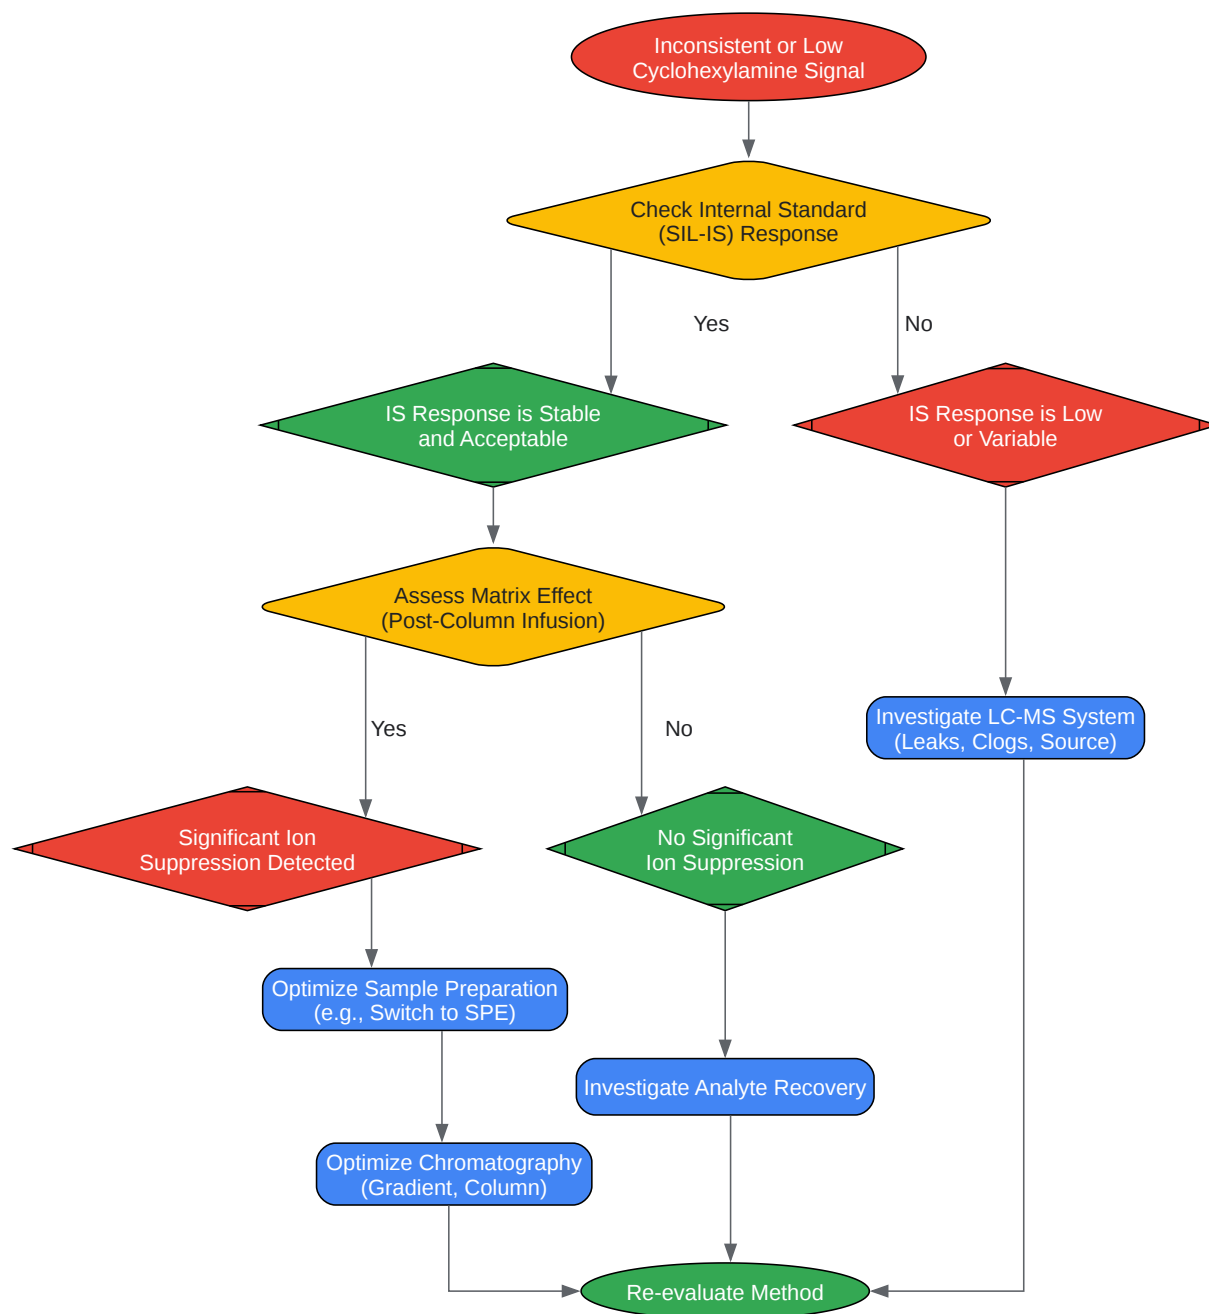 Inconsistent or Low
Cyclohexylamine Signal
Check Internal Standard
(SIL-IS) Response
Yes
No
IS Response is Stable
and Acceptable
IS Response is Low
or Variable
Assess Matrix Effect
(Post-Column Infusion)
Investigate LC-MS System
(Leaks, Clogs, Source)
Yes
No
Significant Ion
Suppression Detected
No Significant
Ion Suppression
Optimize Sample Preparation
(e.g., Switch to SPE)
Investigate Analyte Recovery
Optimize Chromatography
(Gradient, Column)
Re-evaluate Method